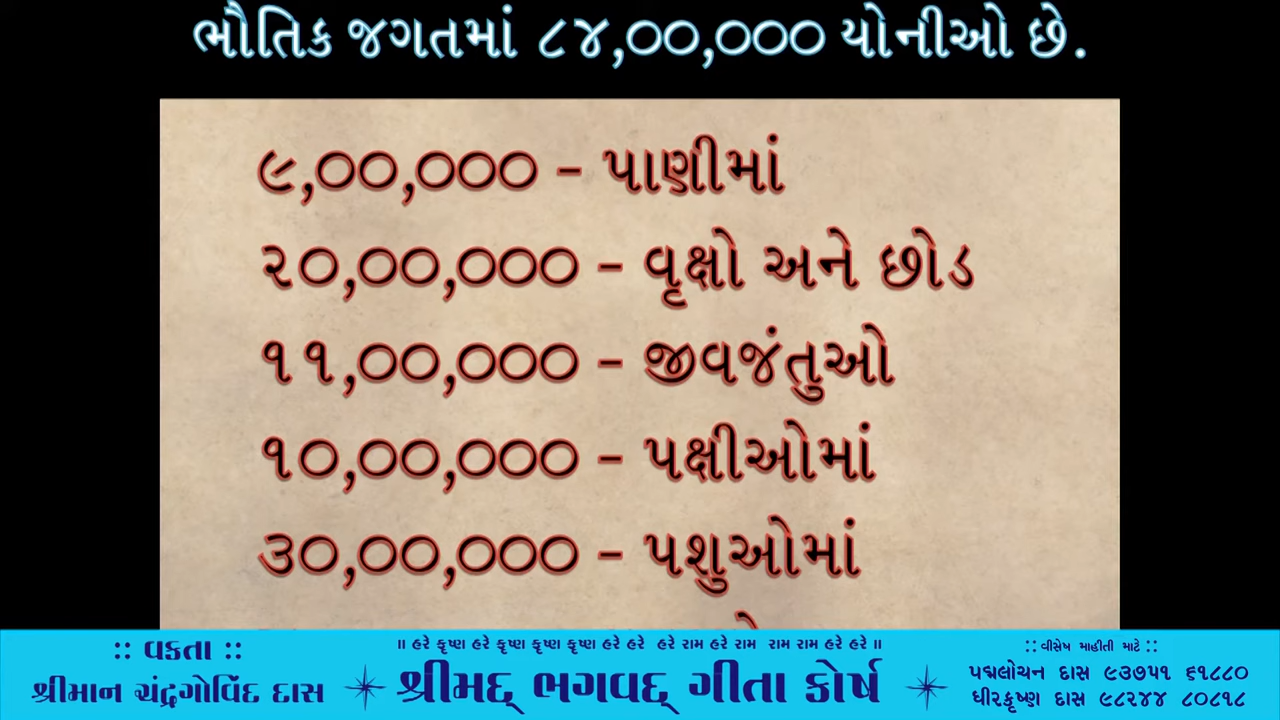 ભૌતિક જગતમાં ૮૪,૦૦,૦૦૦ યોનીઓ છે.
૯,૦૦,૦૦૦ - પાણીમાં
૨૦,૦૦,૦૦૦ - વૃક્ષો અને છોડ
૧૧,૦૦,૦૦૦ - જીવજંતુઓ
૧૦,૦૦,૦૦૦ - પક્ષીઓમાં
૩૦,૦૦,૦૦૦ - પશુઓમાં
:: વકતા ::
શ્રીમાન ચંદ્રગોવિંદ દાસ
॥ હરે કૃષ્ણ હરે કૃષ્ણ કૃષ્ણ કૃષ્ણ હરે હરે હરે રામ હરે રામ રામ રામ હરે હરે ॥
શ્રીમદ્ ભગવદ્ ગીતા કોર્ષ
:: વીસેષ માહીતી માટે ::
પદ્મલોચન દાસ ૯૩૭૫૧ ૬૧૮૮૦
ધીરકૃષ્ણ દાસ ૯૮૨૪૪ ૮૦૮૧૮